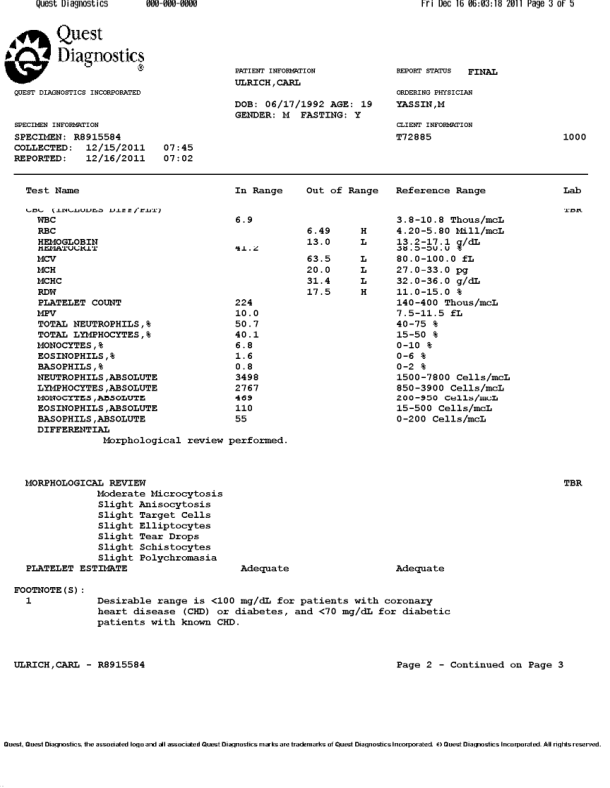 Quest Diagnostics 000-000-0000 Fri Dec 16 06:03:18 2011 Page 3 of 5
Quest
Diagnostics
®
QUEST DIAGNOSTICS INCORPORATED
PATIENT INFORMATION
ULRICH,CARL
DOB: 06/17/1992 AGE: 19
GENDER: M FASTING: Y
REPORT STATUS FINAL
ORDERING PHYSICIAN
YASSIN,M
SPECIMEN INFORMATION
SPECIMEN: R8915584
COLLECTED: 12/15/2011 07:45
REPORTED: 12/16/2011 07:02
CLIENT INFORMATION
T72885 1000
Test Name In Range Out of Range Reference Range Lab
CBC (INCLUDES DIFF/PLT) TBR
WBC 6.9 3.8-10.8 Thous/mcL
RBC 6.49 H 4.20-5.80 Mill/mcL
HEMOGLOBIN 13.0 L 13.2-17.1 g/dL
HEMATOCRIT 41.2 38.5-50.0 %
MCV 63.5 L 80.0-100.0 fL
MCH 20.0 L 27.0-33.0 pg
MCHC 31.4 L 32.0-36.0 g/dL
RDW 17.5 H 11.0-15.0 %
PLATELET COUNT 224 140-400 Thous/mcL
MPV 10.0 7.5-11.5 fL
TOTAL NEUTROPHILS,% 50.7 40-75 %
TOTAL LYMPHOCYTES,% 40.1 15-50 %
MONOCYTES,% 6.8 0-10 %
EOSINOPHILS,% 1.6 0-6 %
BASOPHILS,% 0.8 0-2 %
NEUTROPHILS,ABSOLUTE 3498 1500-7800 Cells/mcL
LYMPHOCYTES,ABSOLUTE 2767 850-3900 Cells/mcL
MONOCYTES,ABSOLUTE 469 200-950 Cells/mcL
EOSINOPHILS,ABSOLUTE 110 15-500 Cells/mcL
BASOPHILS,ABSOLUTE 55 0-200 Cells/mcL
DIFFERENTIAL
Morphological review performed.
MORPHOLOGICAL REVIEW TBR
Moderate Microcytosis
Slight Anisocytosis
Slight Target Cells
Slight Elliptocytes
Slight Tear Drops
Slight Schistocytes
Slight Polychromasia
PLATELET ESTIMATE Adequate Adequate
FOOTNOTE(S):
1 Desirable range is <100 mg/dL for patients with coronary
heart disease (CHD) or diabetes, and <70 mg/dL for diabetic
patients with known CHD.
ULRICH,CARL - R8915584 Page 2 - Continued on Page 3
Quest, Quest Diagnostics, the associated logo and all associated Quest Diagnostics marks are trademarks of Quest Diagnostics Incorporated. © Quest Diagnostics Incorporated. All rights reserved.